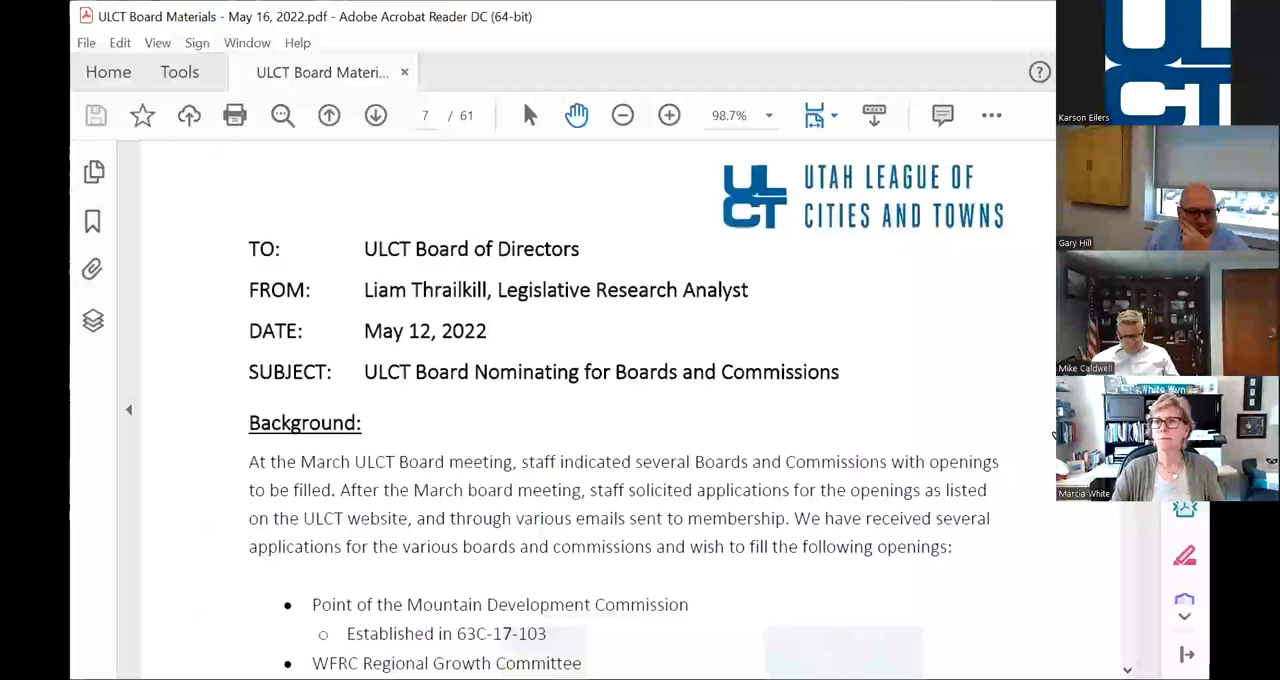 ULCT Board Materials - May 16, 2022.pdf - Adobe Acrobat Reader DC (64-bit)
File Edit View Sign Window Help
Home Tools ULCT Board Materi... ×
7 / 61 98.7%
UL
CT
UTAH LEAGUE OF
CITIES AND TOWNS
TO: ULCT Board of Directors
FROM: Liam Thrailkill, Legislative Research Analyst
DATE: May 12, 2022
SUBJECT: ULCT Board Nominating for Boards and Commissions
Background:
At the March ULCT Board meeting, staff indicated several Boards and Commissions with openings
to be filled. After the March board meeting, staff solicited applications for the openings as listed
on the ULCT website, and through various emails sent to membership. We have received several
applications for the various boards and commissions and wish to fill the following openings:
• Point of the Mountain Development Commission
○ Established in 63C-17-103
• WFRC Regional Growth Committee
UL
CT
Karson Eilers
Gary Hill
Mike Caldwell
White
Marcia White